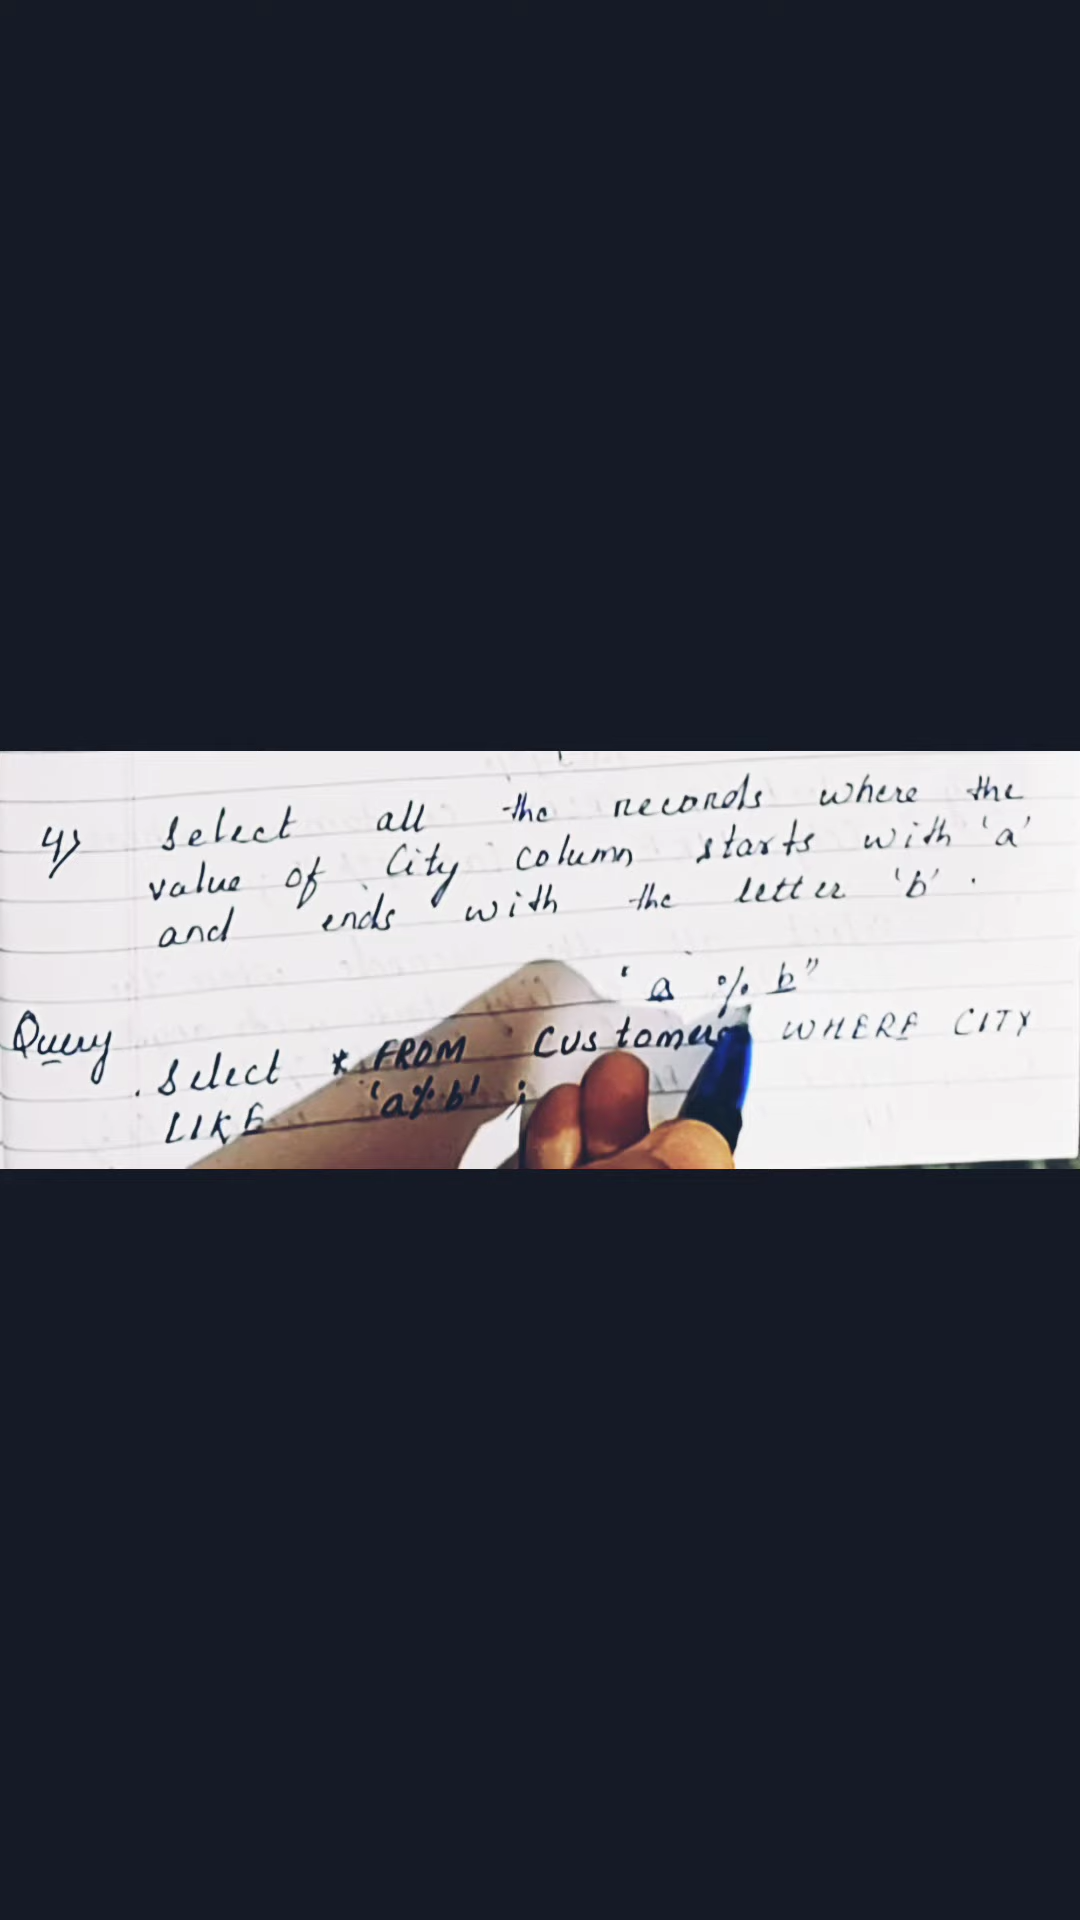 4) Select all the records where the
value of City column starts with 'a'
and ends with the letter 'b'.
'a % b"
Query
. Select * FROM Customer WHERE CITY
LIKE 'a%b' ;